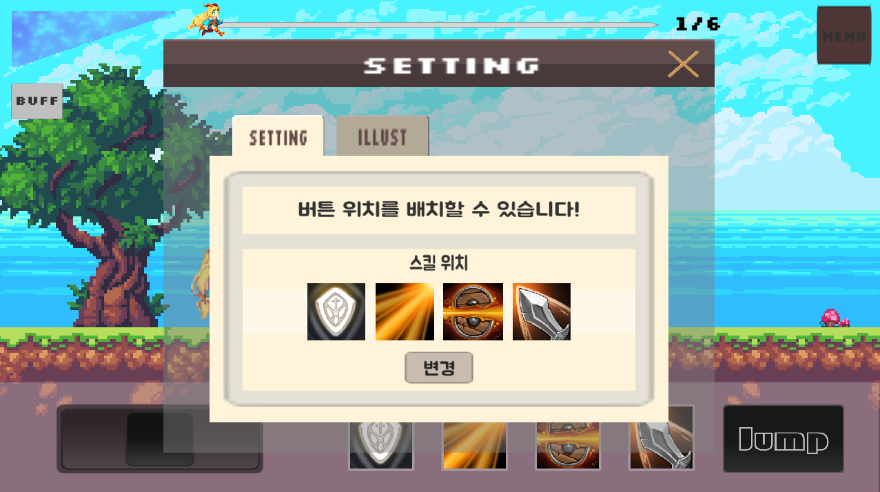 1/6
MENU
SETTING
BUFF
SETTING
ILLUST
버튼 위치를 배치할 수 있습니다!
스킬 위치
변경
Jump